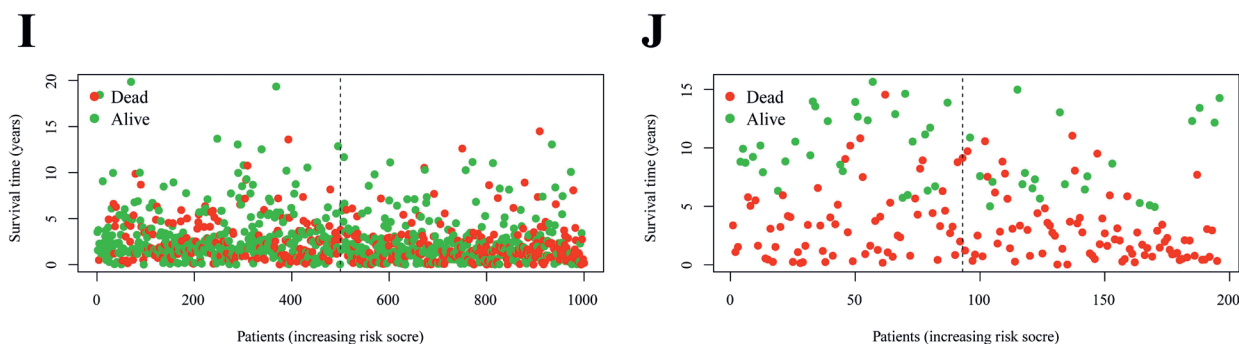 I
J
20
15
10
5
0
Dead
Alive
Survival time (years)
0
200
400
600
800
1000
Patients (increasing risk socre)
15
10
5
0
Dead
Alive
Survival time (years)
0
50
100
150
200
Patients (increasing risk socre)